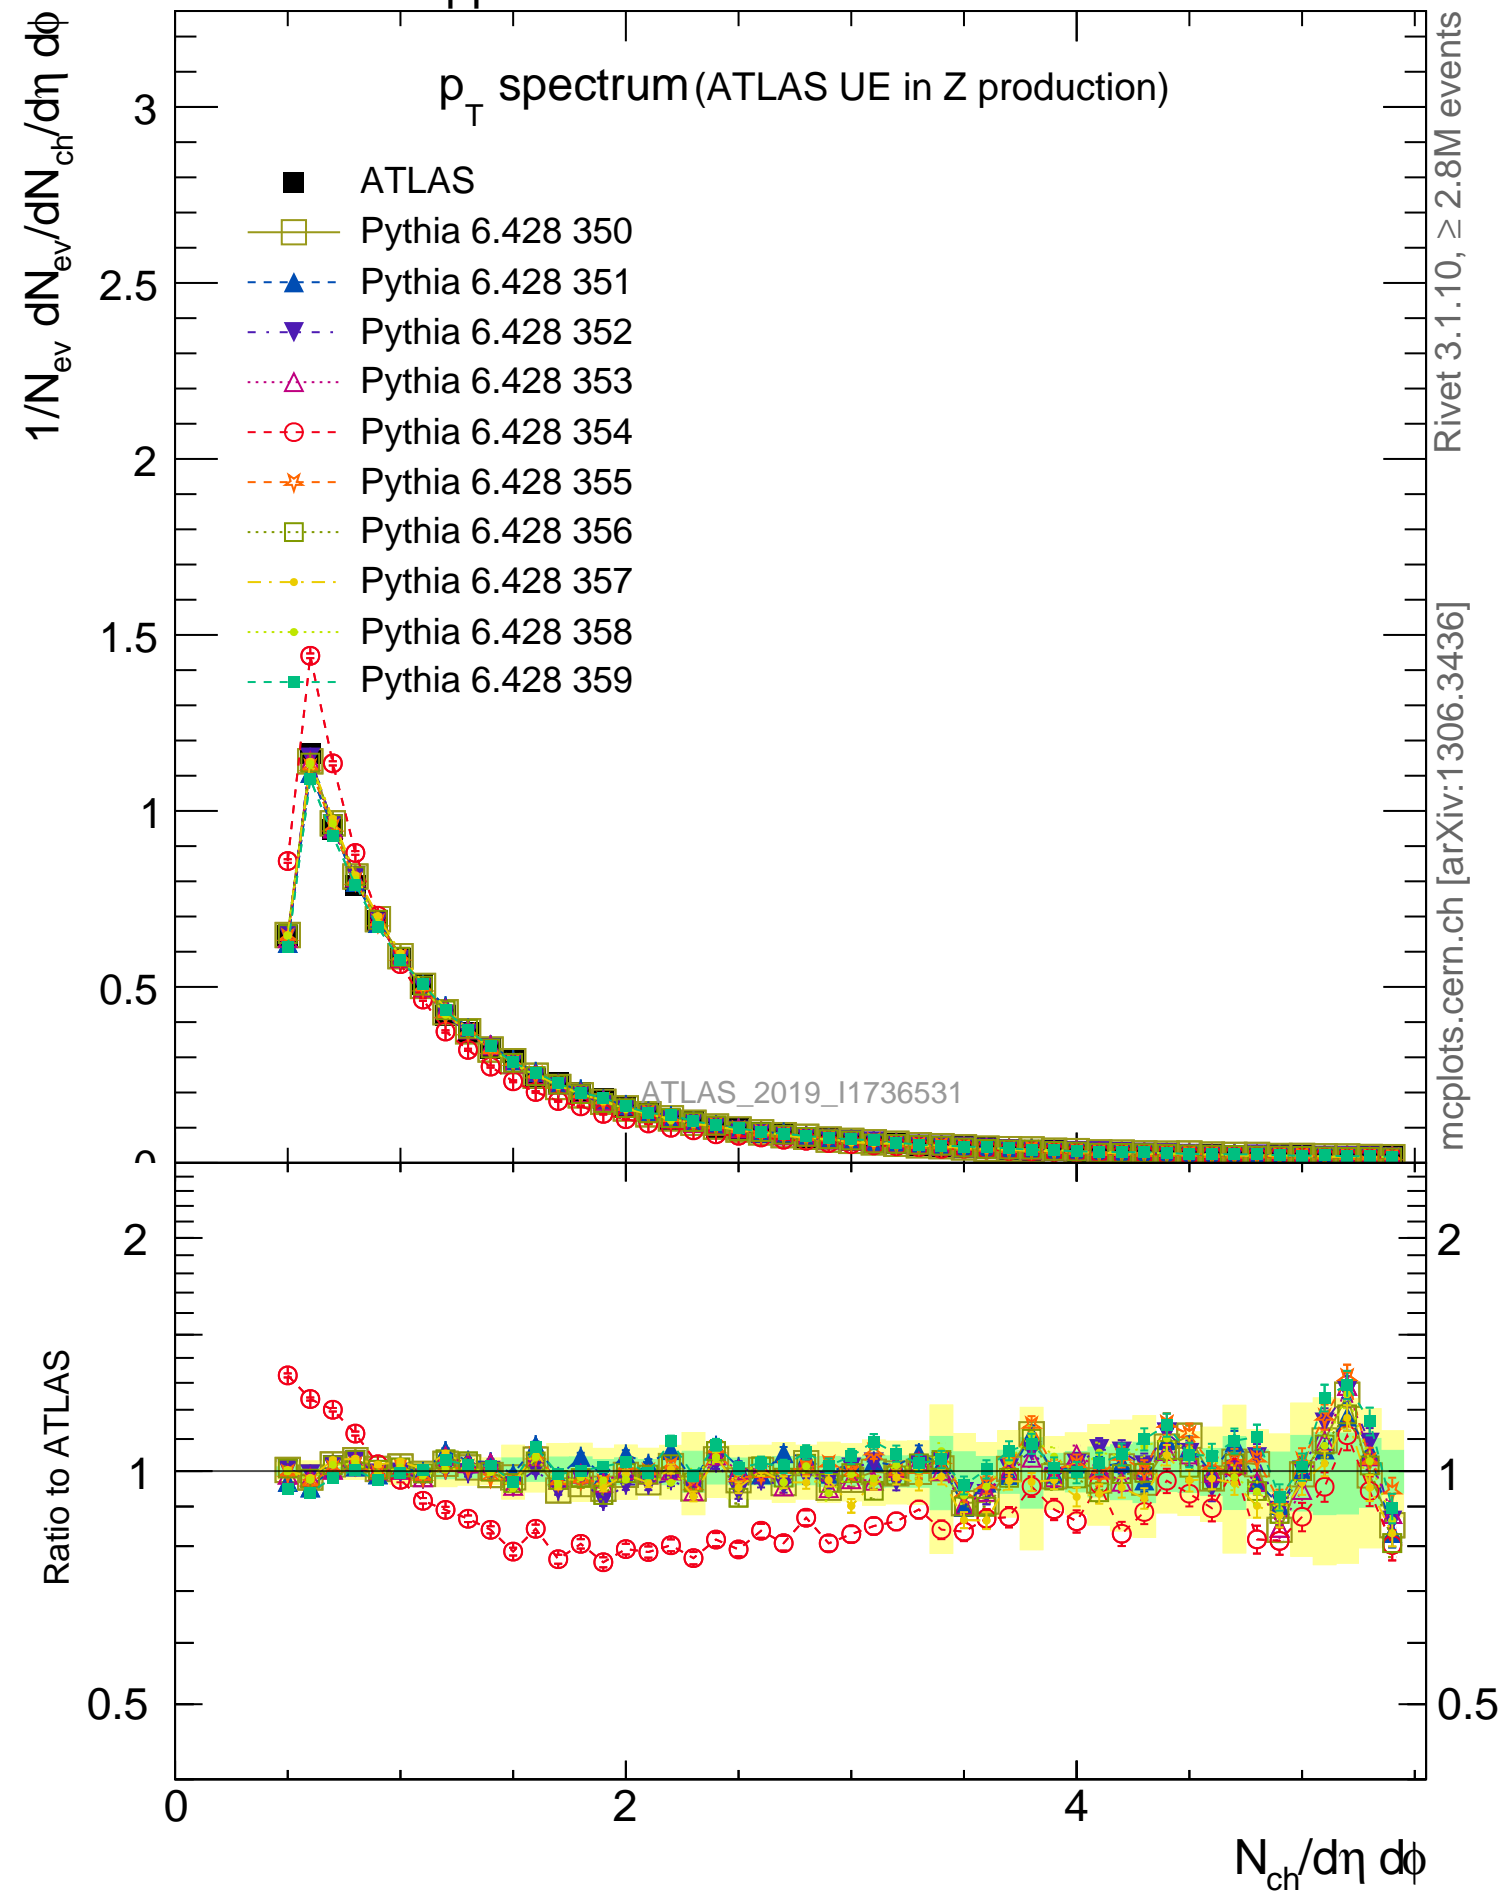 p_T spectrum (ATLAS UE in Z production)
1/N_ev dN_ev/dN_ch/dη dϕ
ATLAS
Pythia 6.428 350
Pythia 6.428 351
Pythia 6.428 352
Pythia 6.428 353
Pythia 6.428 354
Pythia 6.428 355
Pythia 6.428 356
Pythia 6.428 357
Pythia 6.428 358
Pythia 6.428 359
3
2.5
2
1.5
1
0.5
0
ATLAS_2019_I1736531
Rivet 3.1.10, ≥ 2.8M events
mcplots.cern.ch [arXiv:1306.3436]
Ratio to ATLAS
2
1
0.5
2
1
0.5
0
2
4
N_ch/dη dϕ